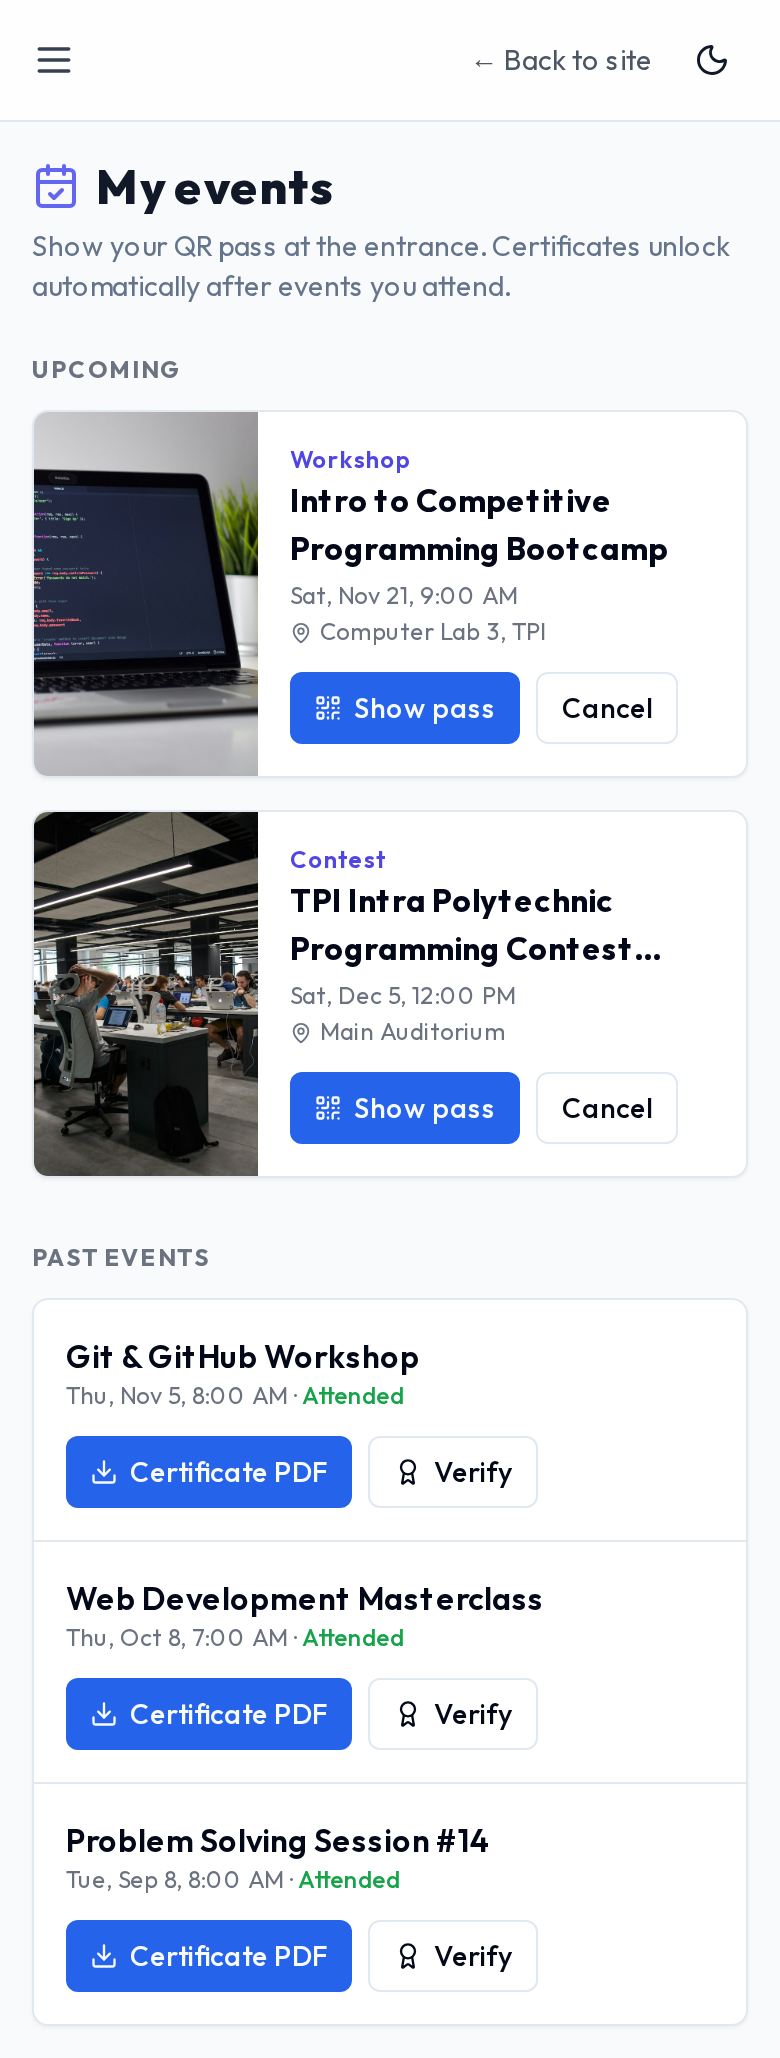 ← Back to site
My events
Show your QR pass at the entrance. Certificates unlock
automatically after events you attend.
UPCOMING
Workshop
Intro to Competitive
Programming Bootcamp
Sat, Nov 21, 9:00 AM
Computer Lab 3, TPI
Show pass
Cancel
Contest
TPI Intra Polytechnic
Programming Contest...
Sat, Dec 5, 12:00 PM
Main Auditorium
Show pass
Cancel
PAST EVENTS
Git & GitHub Workshop
Thu, Nov 5, 8:00 AM · Attended
Certificate PDF
Verify
Web Development Masterclass
Thu, Oct 8, 7:00 AM · Attended
Certificate PDF
Verify
Problem Solving Session #14
Tue, Sep 8, 8:00 AM · Attended
Certificate PDF
Verify